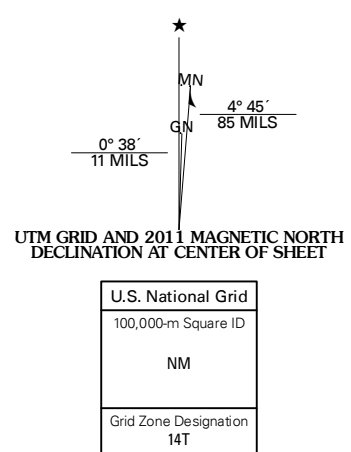 ★
MN
4° 45´
85 MILS
GN
0° 38´
11 MILS
UTM GRID AND 2011 MAGNETIC NORTH
DECLINATION AT CENTER OF SHEET
U.S. National Grid
100,000-m Square ID
NM
Grid Zone Designation
14T